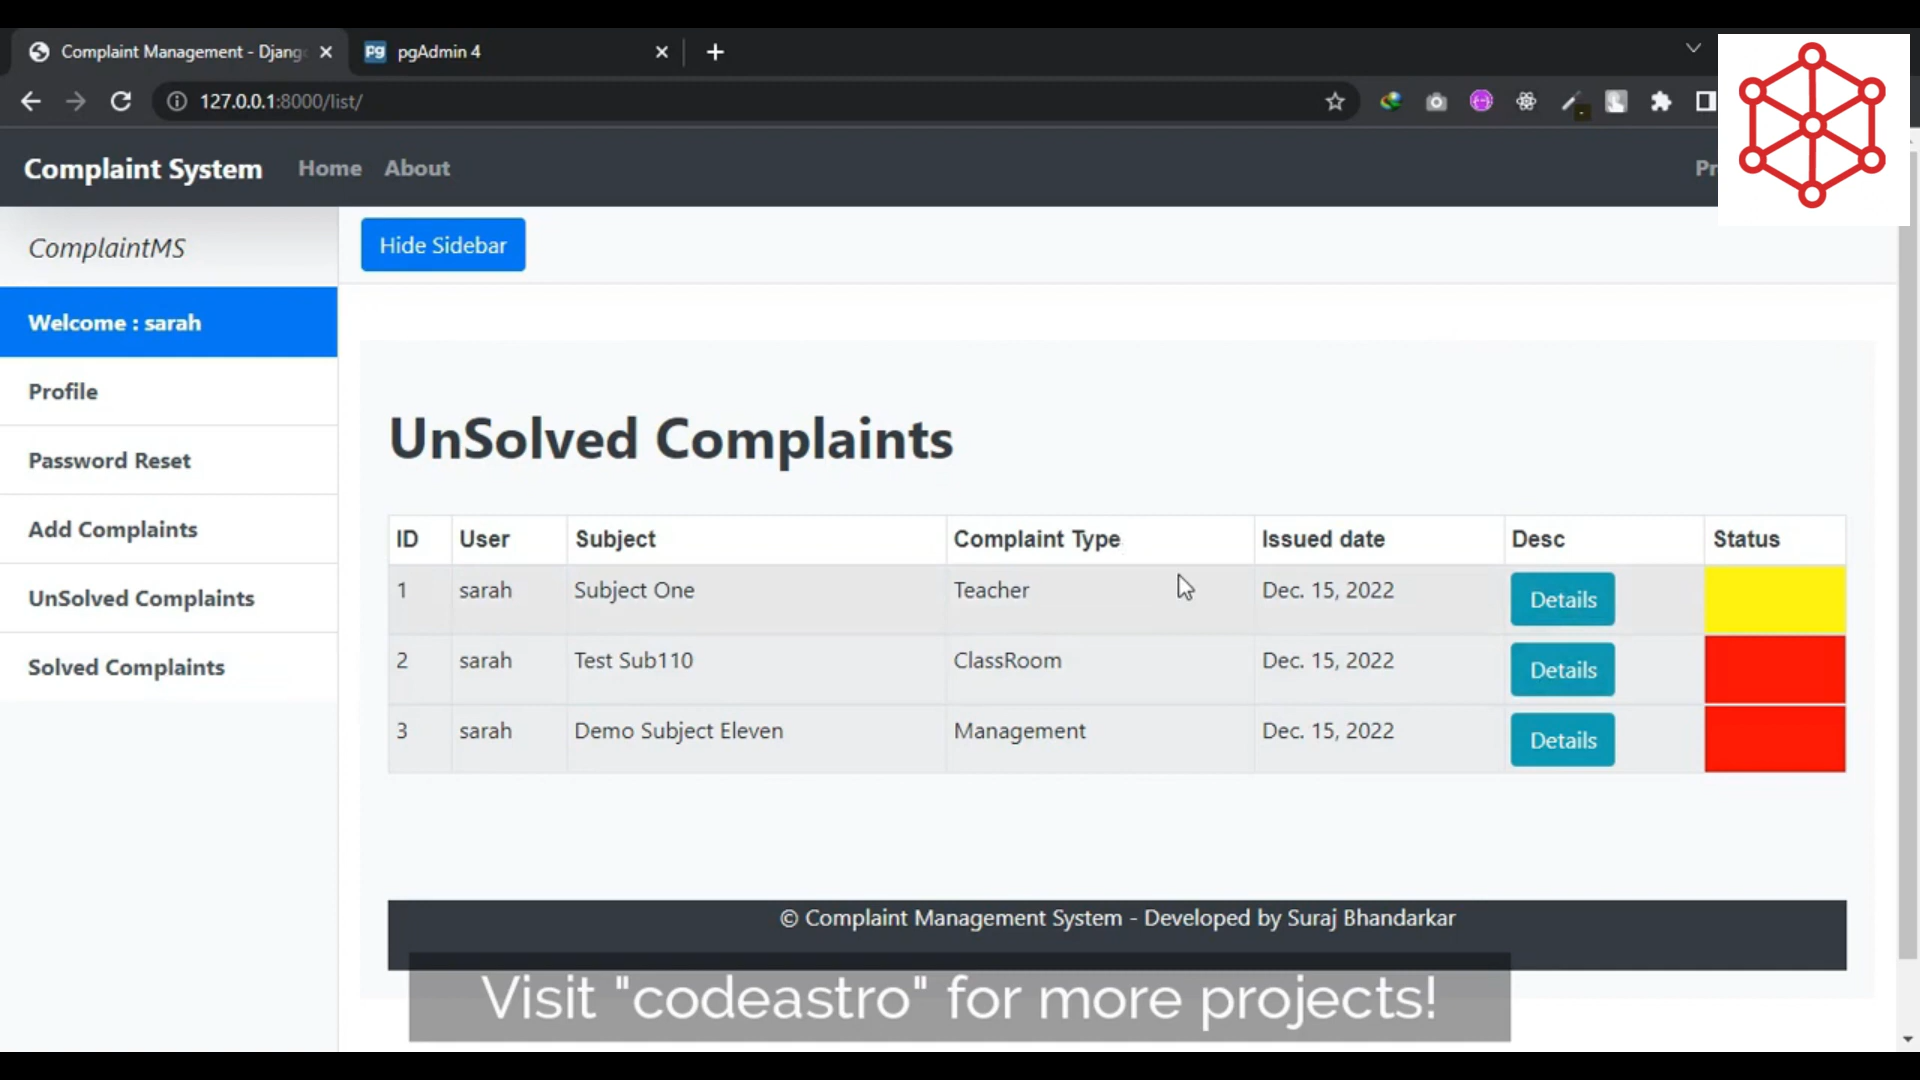 Complaint Management - Djang
pgAdmin 4
127.0.0.1:8000/list/
Complaint System Home About Pr
ComplaintMS
Hide Sidebar
Welcome : sarah
Profile
Password Reset
Add Complaints
UnSolved Complaints
Solved Complaints
UnSolved Complaints
ID User Subject Complaint Type Issued date Desc Status
1 sarah Subject One Teacher Dec. 15, 2022 Details
2 sarah Test Sub110 ClassRoom Dec. 15, 2022 Details
3 sarah Demo Subject Eleven Management Dec. 15, 2022 Details
© Complaint Management System - Developed by Suraj Bhandarkar
Visit "codeastro" for more projects!